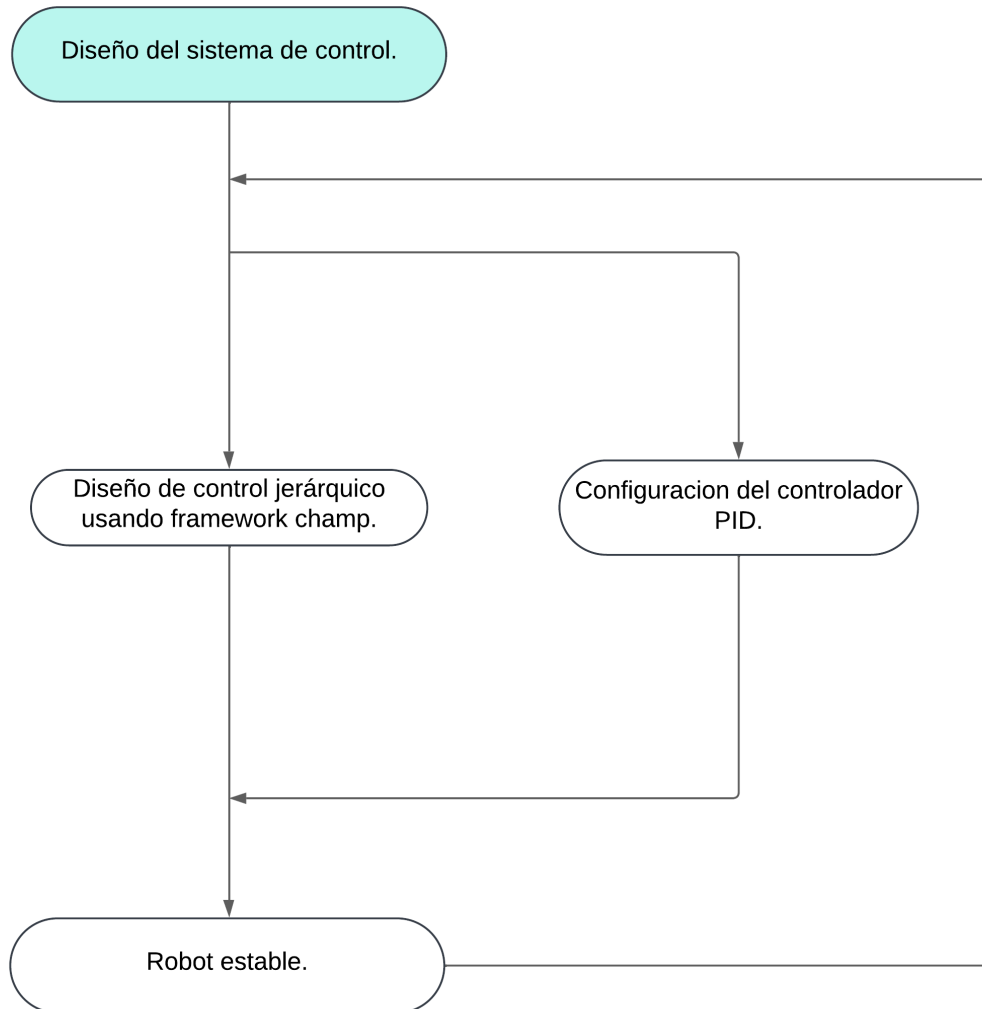 Diseño del sistema de control.
Diseño de control jerárquico
usando framework champ.
Configuracion del controlador
PID.
Robot estable.